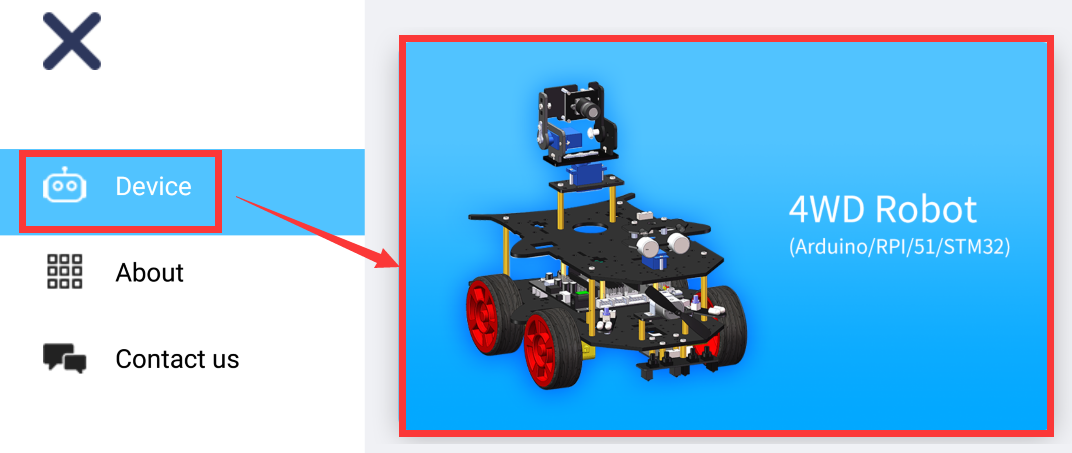 Device
About
Contact us
4WD Robot
(Arduino/RPI/51/STM32)